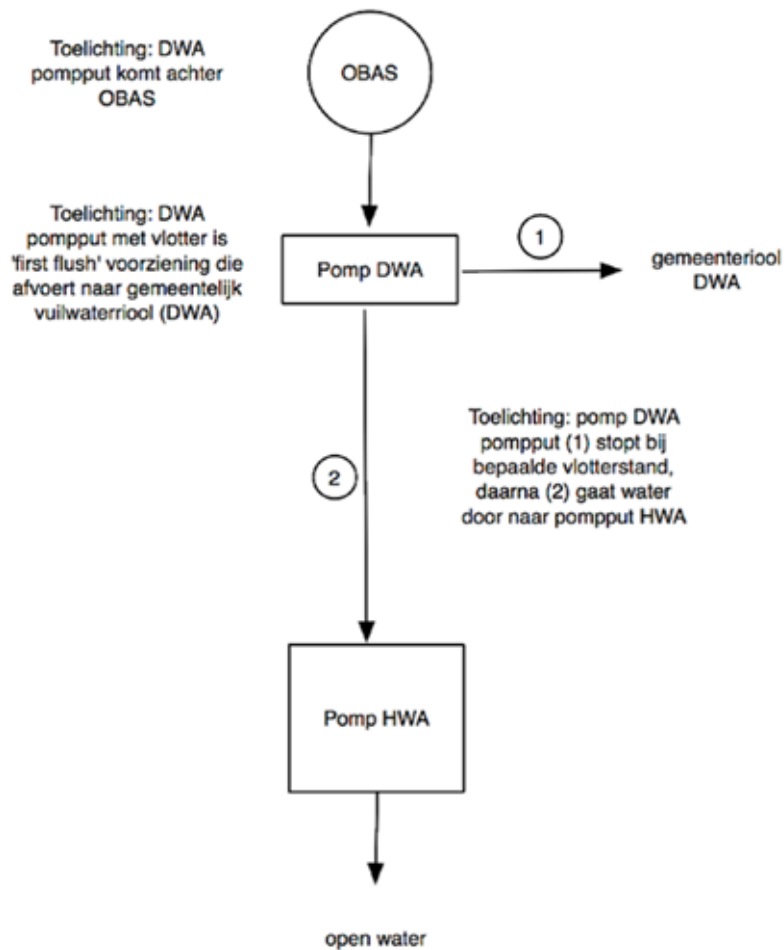 Toelichting: DWA
pompput komt achter
OBAS
OBAS
Toelichting: DWA
pompput met vlotter is
'first flush' voorziening die
afvoert naar gemeentelijk
vuilwaterriool (DWA)
Pomp DWA
1
gemeenteriool
DWA
2
Toelichting: pomp DWA
pompput (1) stopt bij
bepaalde vlotterstand,
daarna (2) gaat water
door naar pompput HWA
Pomp HWA
open water